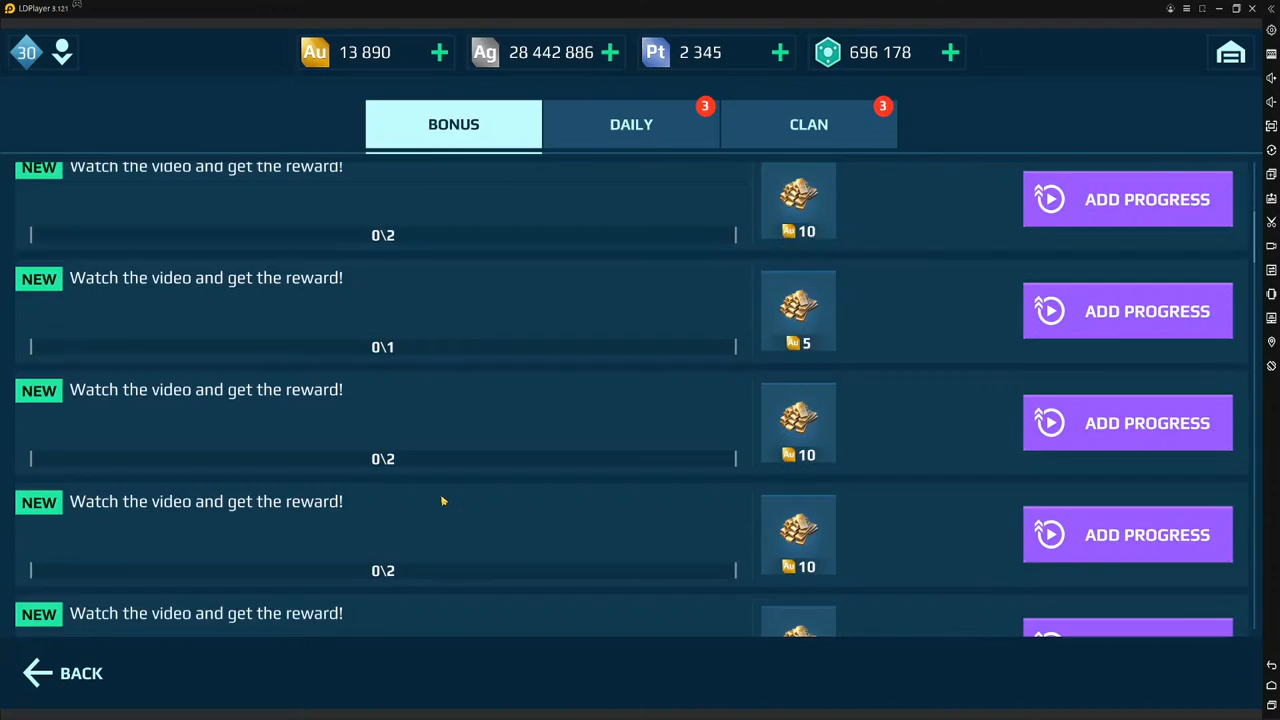 LDPlayer 3.121
30
Au 13 890
Ag 28 442 886
Pt 2 345
696 178
BONUS
DAILY
3
CLAN
3
NEW Watch the video and get the reward!
0\2
Au 10
ADD PROGRESS
NEW Watch the video and get the reward!
0\1
Au 5
ADD PROGRESS
NEW Watch the video and get the reward!
0\2
Au 10
ADD PROGRESS
NEW Watch the video and get the reward!
0\2
Au 10
ADD PROGRESS
NEW Watch the video and get the reward!
BACK